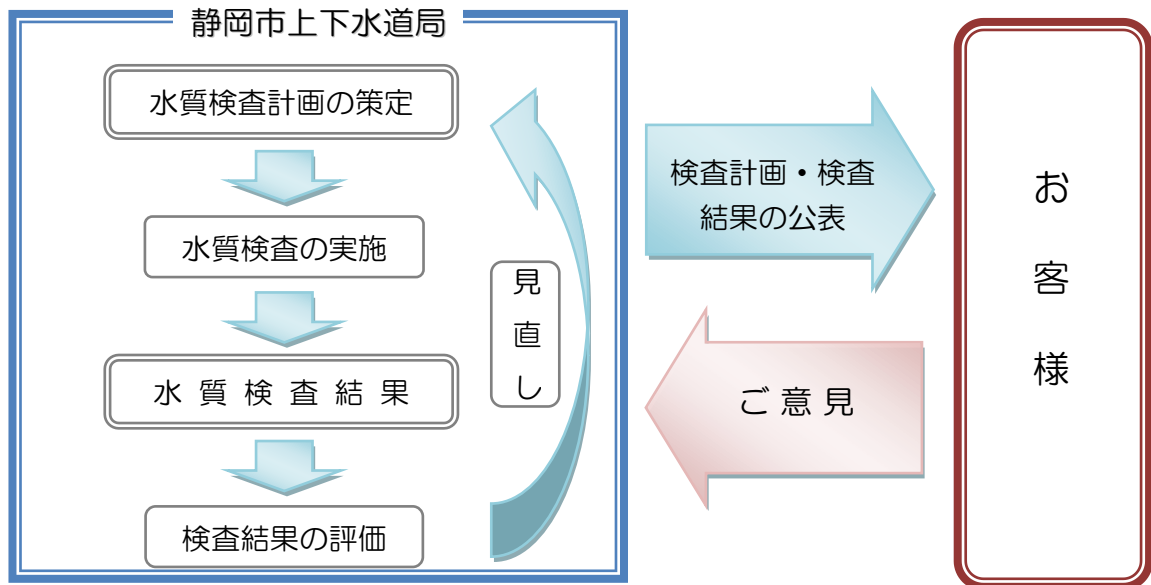 静岡市上下水道局
水質検査計画の策定
水質検査の実施
水質検査結果
検査結果の評価
見直し
検査計画・検査
結果の公表
ご意見
お客様